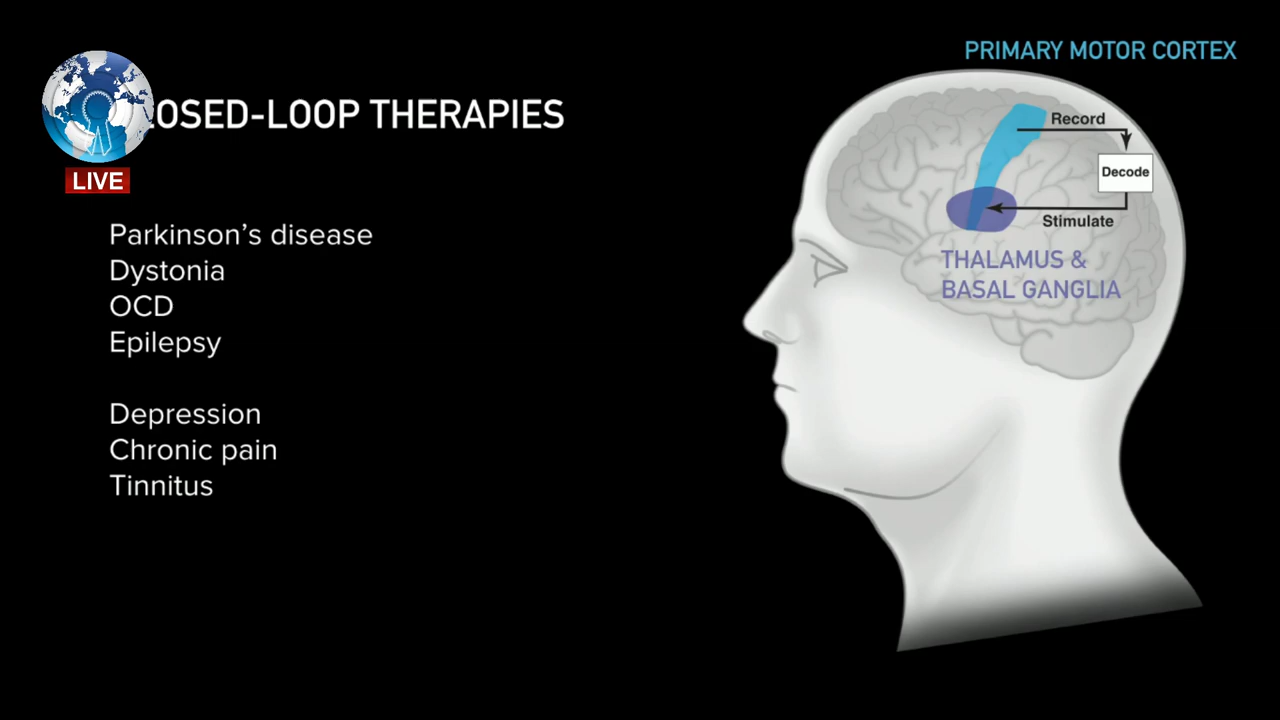 PRIMARY MOTOR CORTEX
LOSED-LOOP THERAPIES
LIVE
Parkinson’s disease
Dystonia
OCD
Epilepsy
Depression
Chronic pain
Tinnitus
Record
Decode
Stimulate
THALAMUS &
BASAL GANGLIA